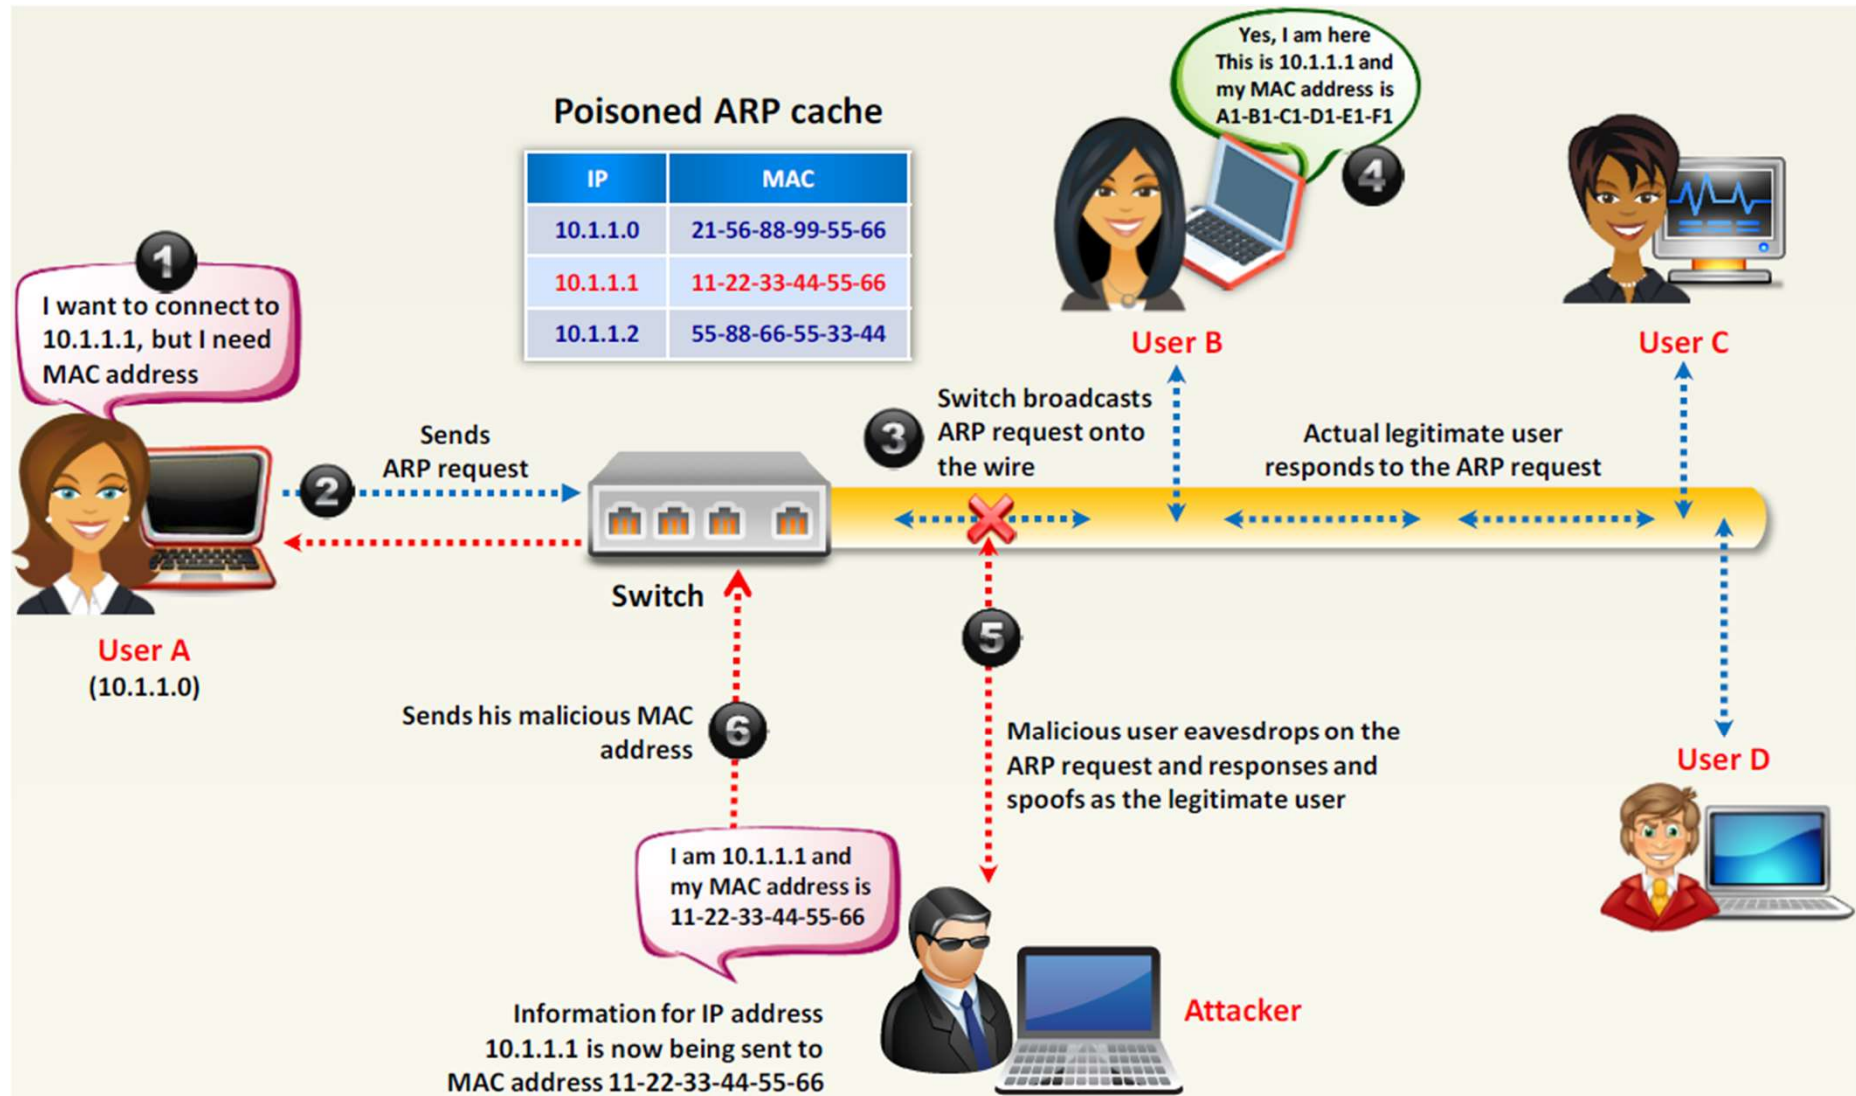 Poisoned ARP cache
IP MAC
10.1.1.0 21-56-88-99-55-66
10.1.1.1 11-22-33-44-55-66
10.1.1.2 55-88-66-55-33-44
1
I want to connect to
10.1.1.1, but I need
MAC address
User A
(10.1.1.0)
Sends
ARP request
2
Switch
3
Switch broadcasts
ARP request onto
the wire
Yes, I am here
This is 10.1.1.1 and
my MAC address is
A1-B1-C1-D1-E1-F1
4
User B
User C
Actual legitimate user
responds to the ARP request
User D
5
Malicious user eavesdrops on the
ARP request and responses and
spoofs as the legitimate user
6
Sends his malicious MAC
address
I am 10.1.1.1 and
my MAC address is
11-22-33-44-55-66
Attacker
Information for IP address
10.1.1.1 is now being sent to
MAC address 11-22-33-44-55-66